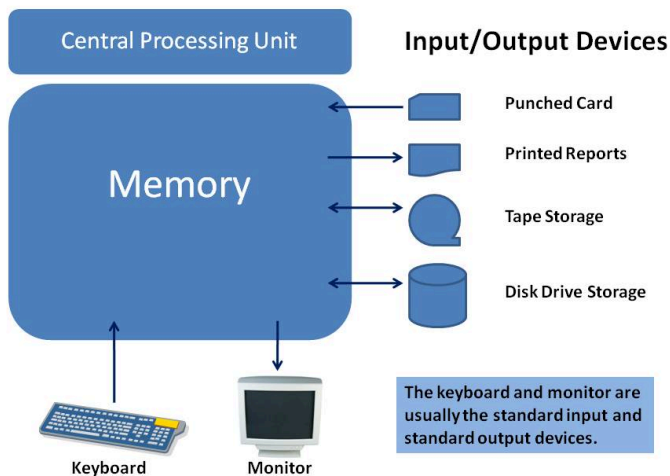 Central Processing Unit
Input/Output Devices
Memory
Punched Card
Printed Reports
Tape Storage
Disk Drive Storage
Keyboard
Monitor
The keyboard and monitor are
usually the standard input and
standard output devices.